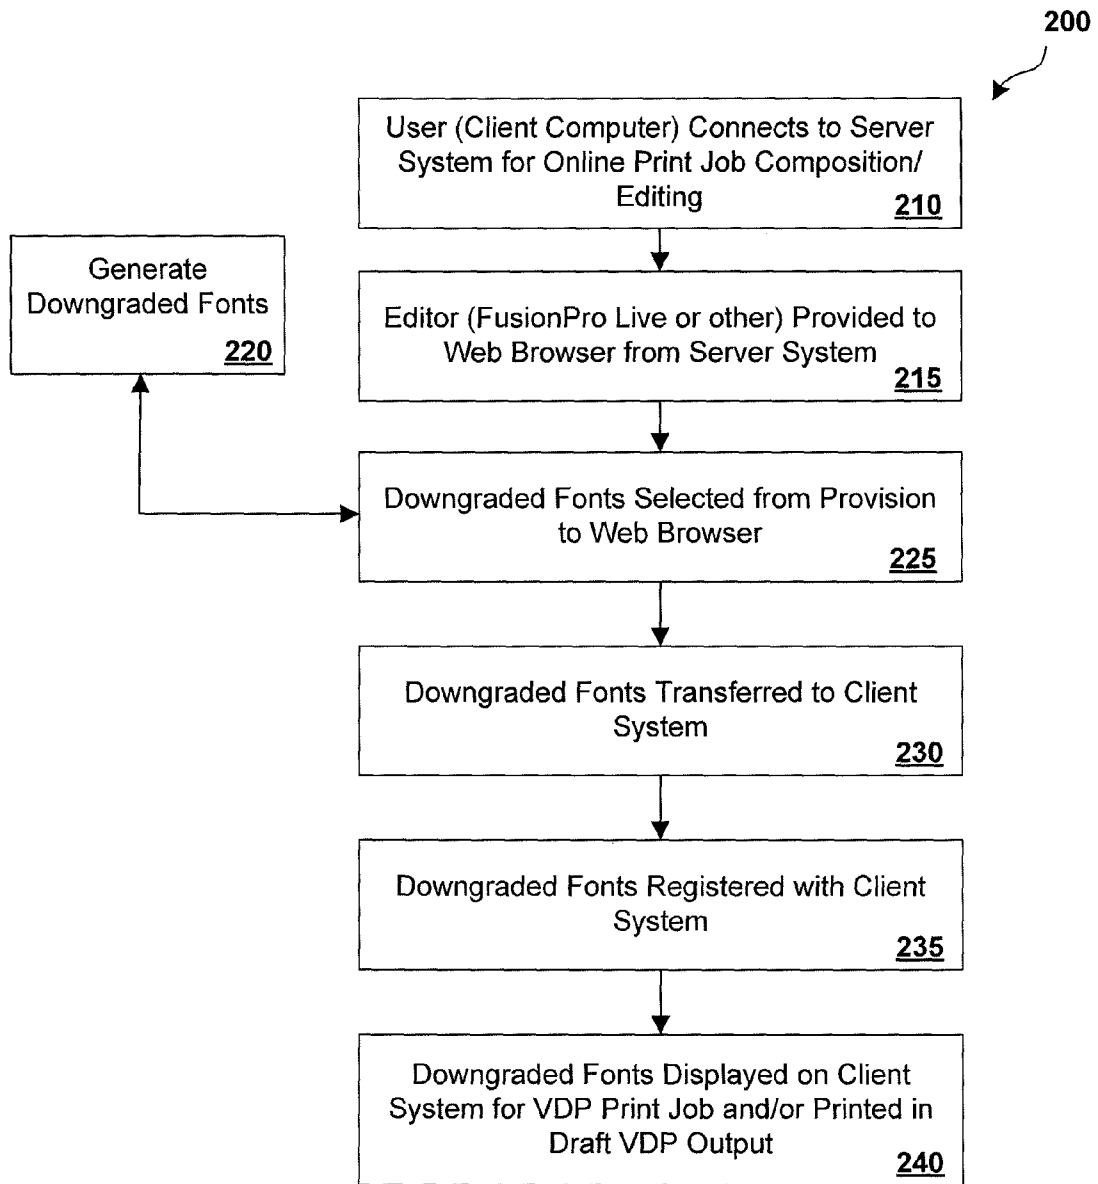 200
User (Client Computer) Connects to Server
System for Online Print Job Composition/
Editing
210
Generate
Downgraded Fonts
220
Editor (FusionPro Live or other) Provided to
Web Browser from Server System
215
Downgraded Fonts Selected from Provision
to Web Browser
225
Downgraded Fonts Transferred to Client
System
230
Downgraded Fonts Registered with Client
System
235
Downgraded Fonts Displayed on Client
System for VDP Print Job and/or Printed in
Draft VDP Output
240